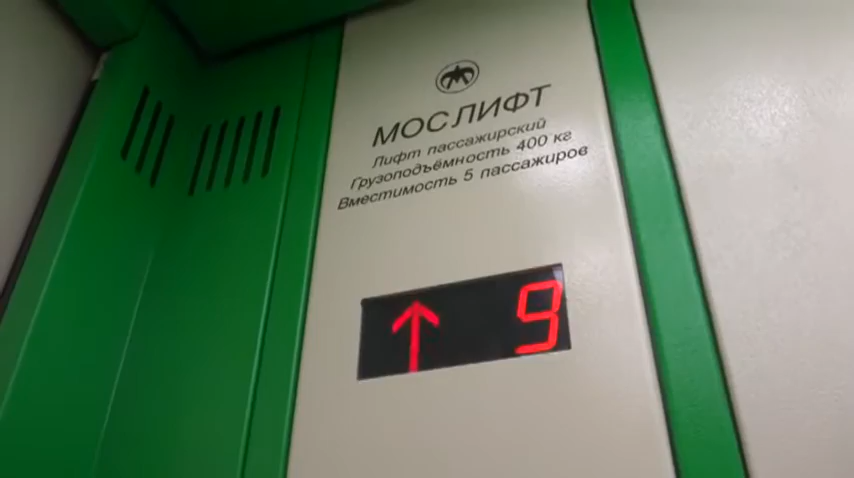 МОСЛИФТ
Лифт пассажирский
Грузоподъёмность 400 кг
Вместимость 5 пассажиров
↑ 9